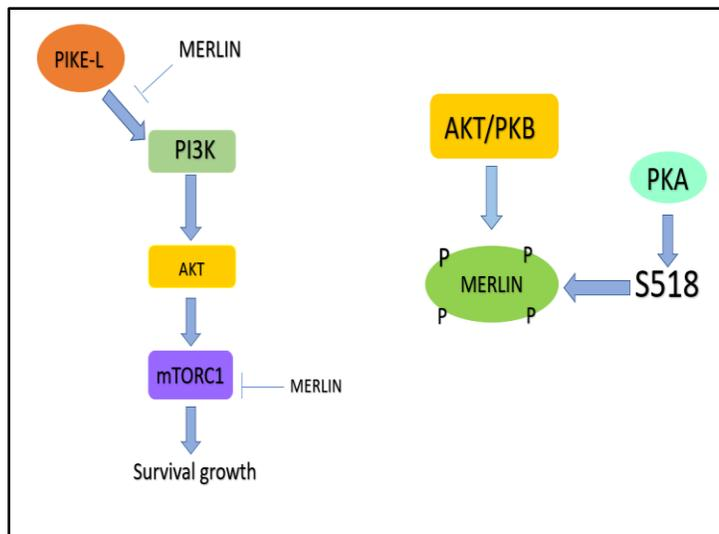 PIKE-L
MERLIN
PI3K
AKT
mTORC1
MERLIN
Survival growth
AKT/PKB
PKA
P
P
MERLIN
S518
P
P